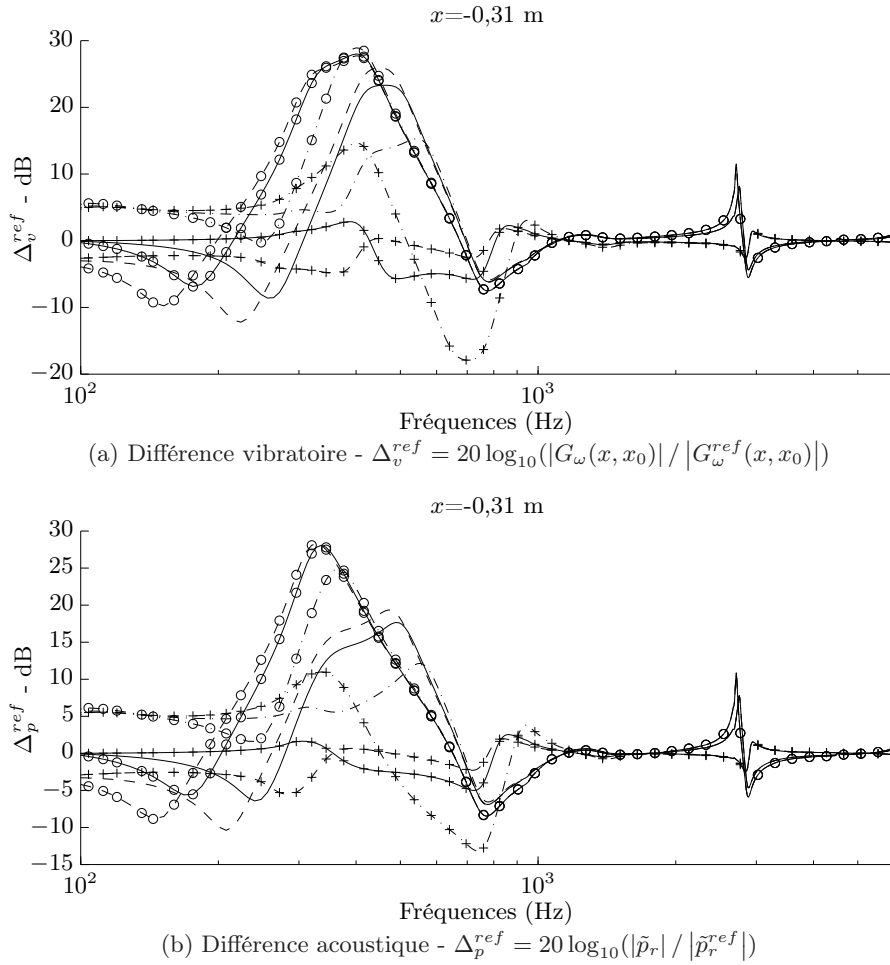 x=-0,31 m
30
20
10
0
−10
−20
Δ_v^{ref} - dB
10^2
10^3
Fréquences (Hz)
(a) Différence vibratoire - Δ_v^{ref} = 20 log_{10}(|G_ω(x, x_0)| / |G_ω^{ref}(x, x_0)|)
x=-0,31 m
30
25
20
15
10
5
0
−5
−10
−15
Δ_p^{ref} - dB
10^2
10^3
Fréquences (Hz)
(b) Différence acoustique - Δ_p^{ref} = 20 log_{10}(|p̃_r| / |p̃_r^{ref}|)